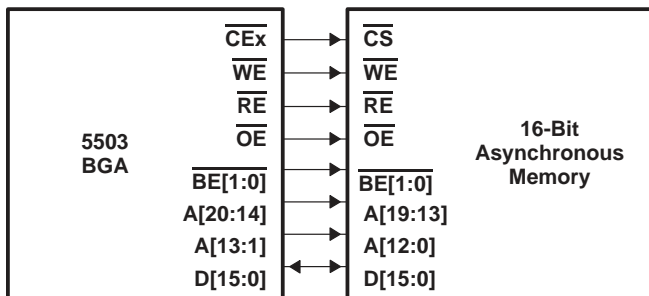 CEx
WE
RE
OE
BE[1:0]
A[20:14]
A[13:1]
D[15:0]
5503
BGA
CS
WE
RE
OE
BE[1:0]
A[19:13]
A[12:0]
D[15:0]
16-Bit
Asynchronous
Memory